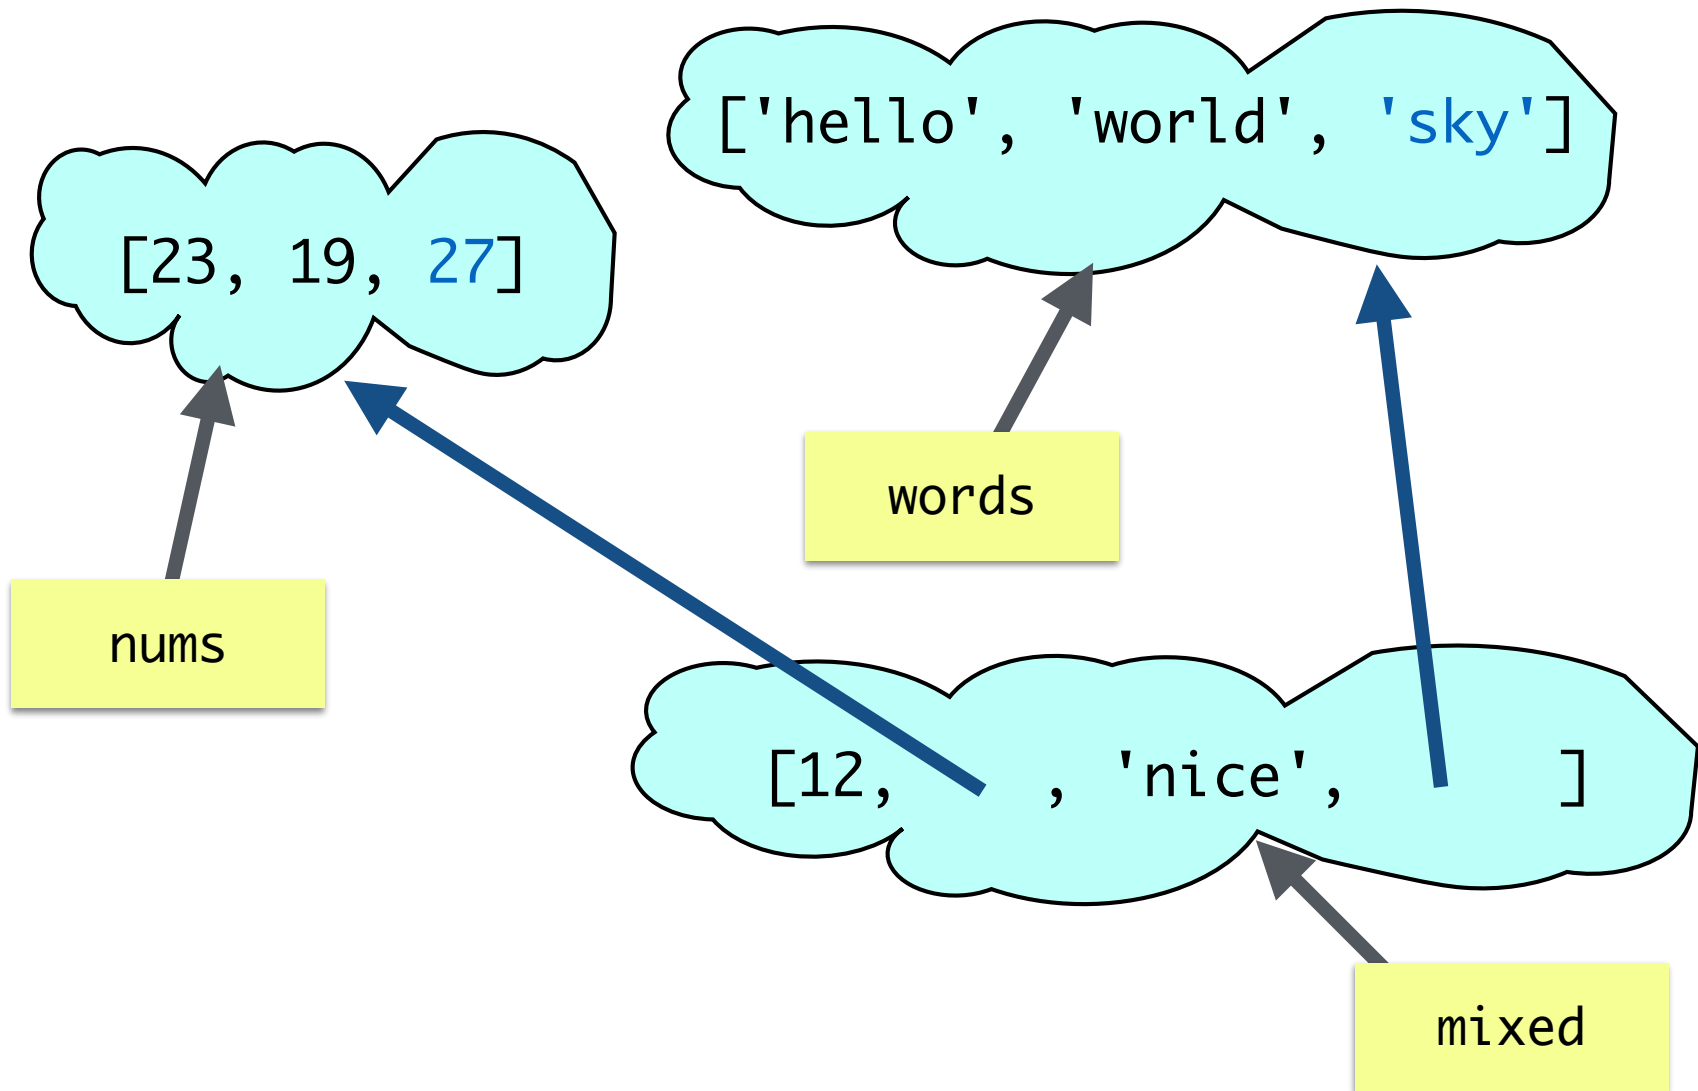 ['hello', 'world', 'sky']
[23, 19, 27]
words
nums
[12,    , 'nice',       ]
mixed